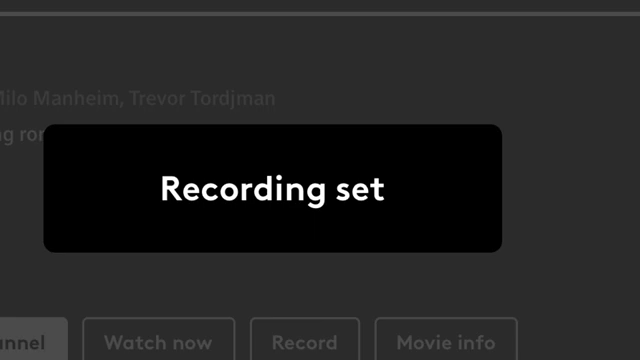 Milo Manheim, Trevor Tordjman
Recording set
Watch now
Record
Movie info